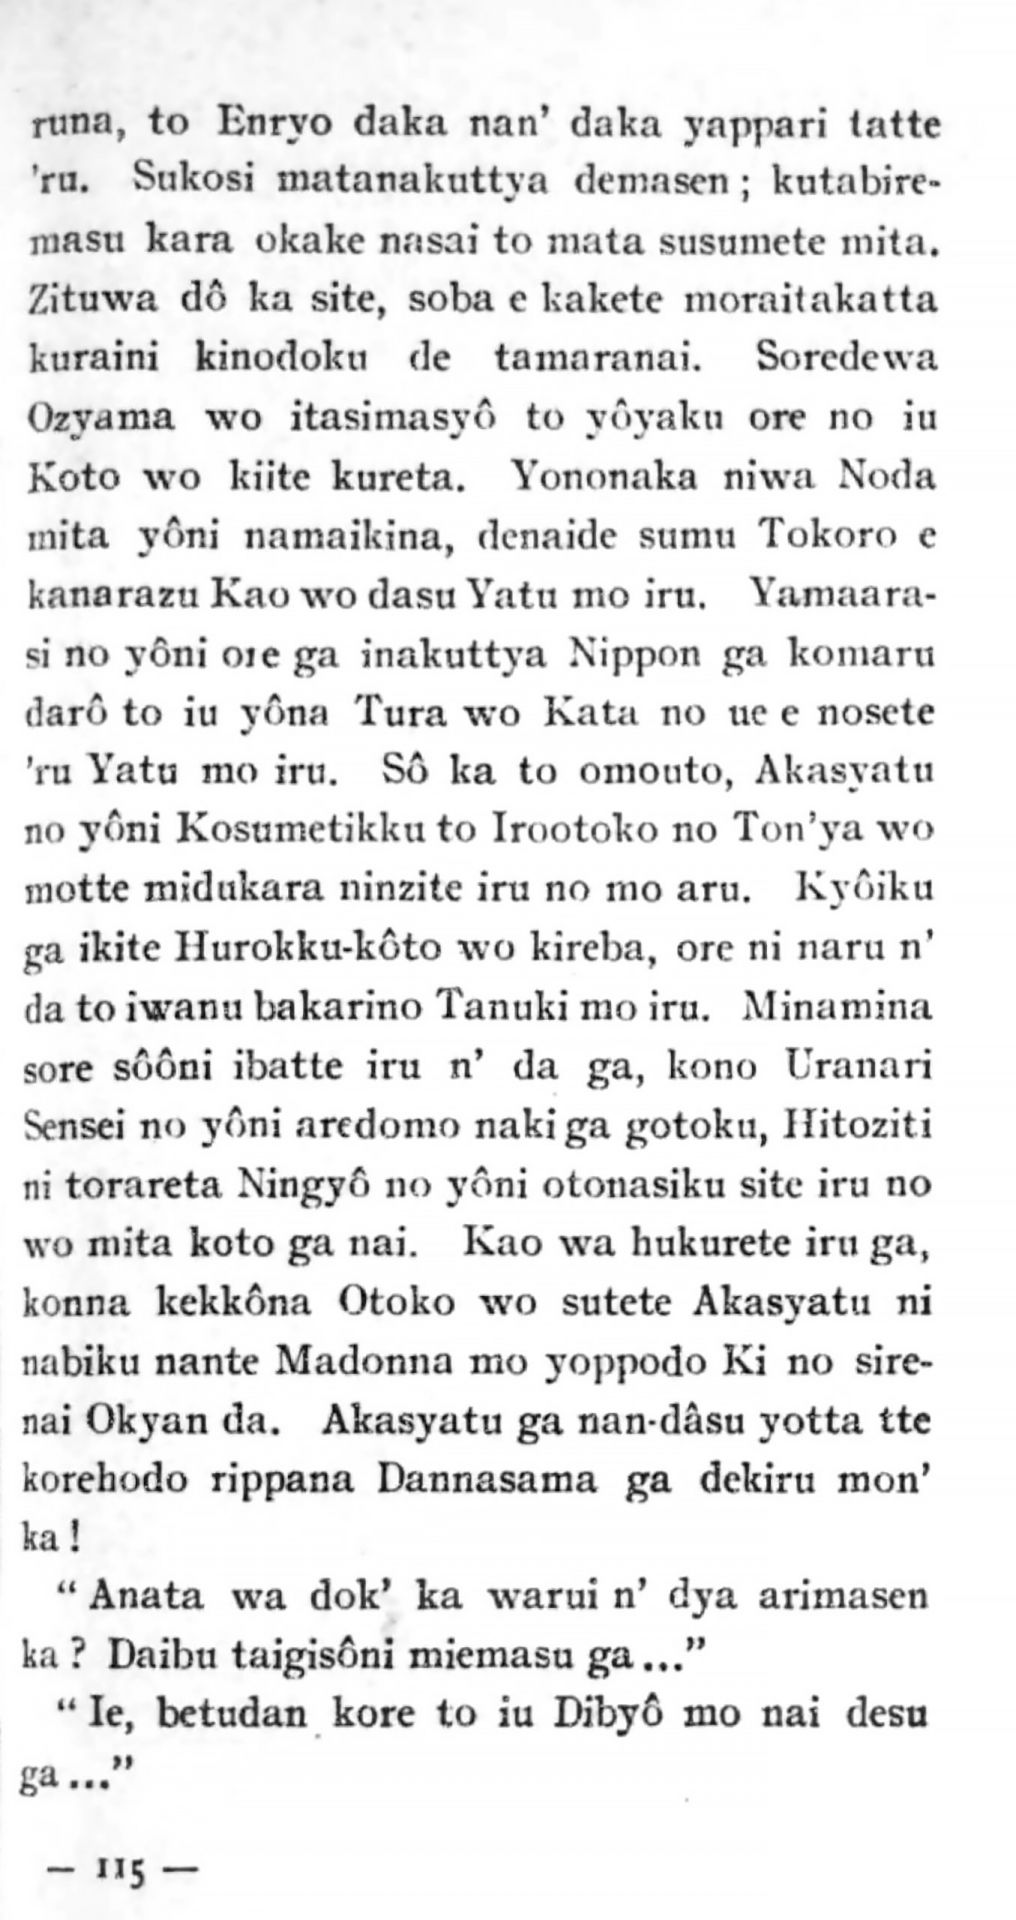 runa, to Enryo daka nan’ daka yappari tatte
’ru. Sukosi matanakuttya demasen; kutabire-
masu kara okake nasai to mata susumete mita.
Zituwa dô ka site, soba e kakete moraitakatta
kuraini kinodoku de tamaranai. Soredewa
Ozyama wo itasimasyô to yôyaku ore no iu
Koto wo kiite kureta. Yononaka niwa Noda
mita yôni namaikina, denaide sumu Tokoro e
kanarazu Kao wo dasu Yatu mo iru. Yamaara-
si no yôni ore ga inakuttya Nippon ga komaru
darô to iu yôna Tura wo Kata no ue e nosete
’ru Yatu mo iru. Sô ka to omouto, Akasyatu
no yôni Kosumetikku to Irootoko no Ton’ya wo
motte midukara ninzite iru no mo aru. Kyôiku
ga ikite Hurokku-kôto wo kireba, ore ni naru n’
da to iwanu bakarino Tanuki mo iru. Minamina
sore sôôni ibatte iru n’ da ga, kono Uranari
Sensei no yôni aredomo naki ga gotoku, Hitoziti
ni torareta Ningyô no yôni otonasiku site iru no
wo mita koto ga nai. Kao wa hukurete iru ga,
konna kekkôna Otoko wo sutete Akasyatu ni
nabiku nante Madonna mo yoppodo Ki no sire-
nai Okyan da. Akasyatu ga nan-dâsu yotta tte
korehodo rippana Dannasama ga dekiru mon’
ka!
“Anata wa dok’ ka warui n’ dya arimasen
ka? Daibu taigisôni miemasu ga...”
“Ie, betudan kore to iu Dibyô mo nai desu
ga...”
— 115 —